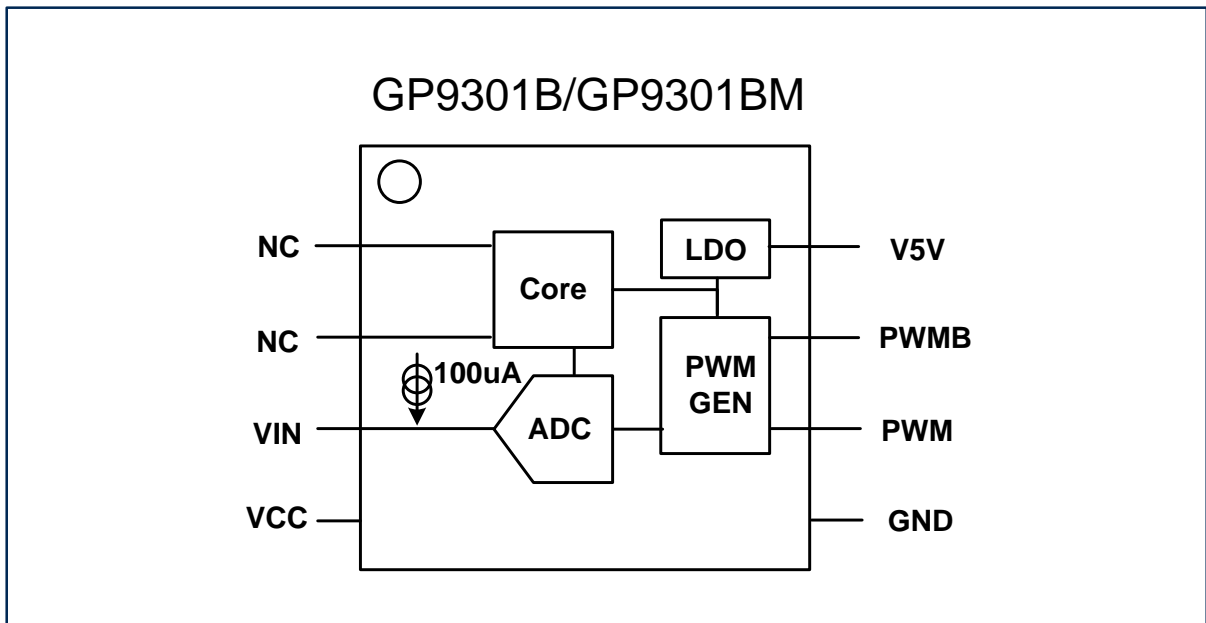 GP9301B/GP9301BM
NC
LDO
V5V
Core
NC
PWMB
100uA
PWM
GEN
VIN
ADC
PWM
VCC
GND